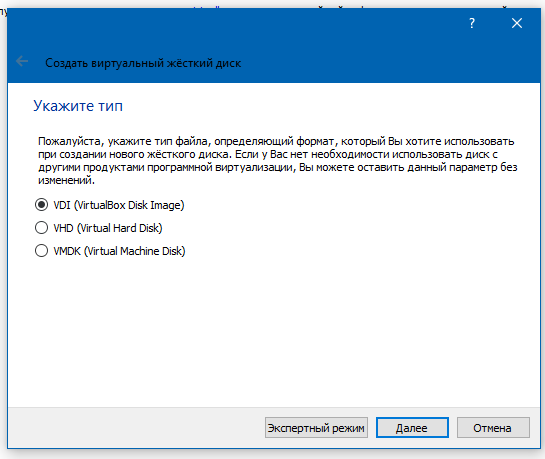 ?
Создать виртуальный жёсткий диск
Укажите тип
Пожалуйста, укажите тип файла, определяющий формат, который Вы хотите использовать
при создании нового жёсткого диска. Если у Вас нет необходимости использовать диск с
другими продуктами программной виртуализации, Вы можете оставить данный параметр без
изменений.
VDI (VirtualBox Disk Image)
VHD (Virtual Hard Disk)
VMDK (Virtual Machine Disk)
Экспертный режим Далее Отмена